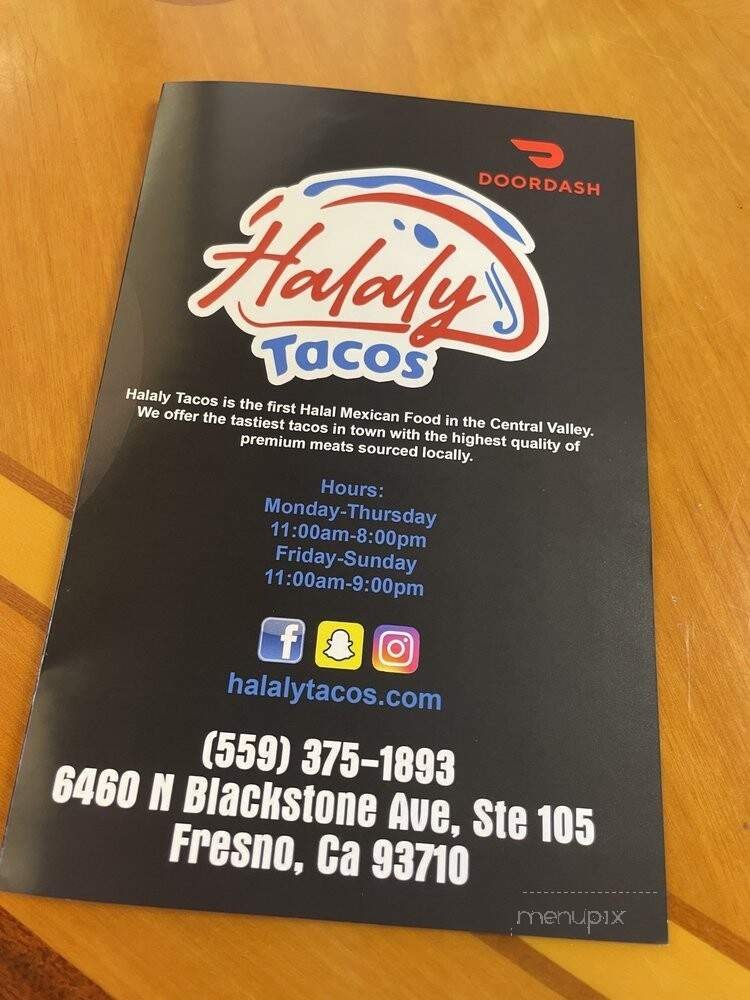 DOORDASH
Halaly
Tacos
Halaly Tacos is the first Halal Mexican Food in the Central Valley.
We offer the tastiest tacos in town with the highest quality of
premium meats sourced locally.
Hours:
Monday-Thursday
11:00am-8:00pm
Friday-Sunday
11:00am-9:00pm
halalytacos.com
(559) 375-1893
6460 N Blackstone Ave, Ste 105
Fresno, Ca 93710
menupix